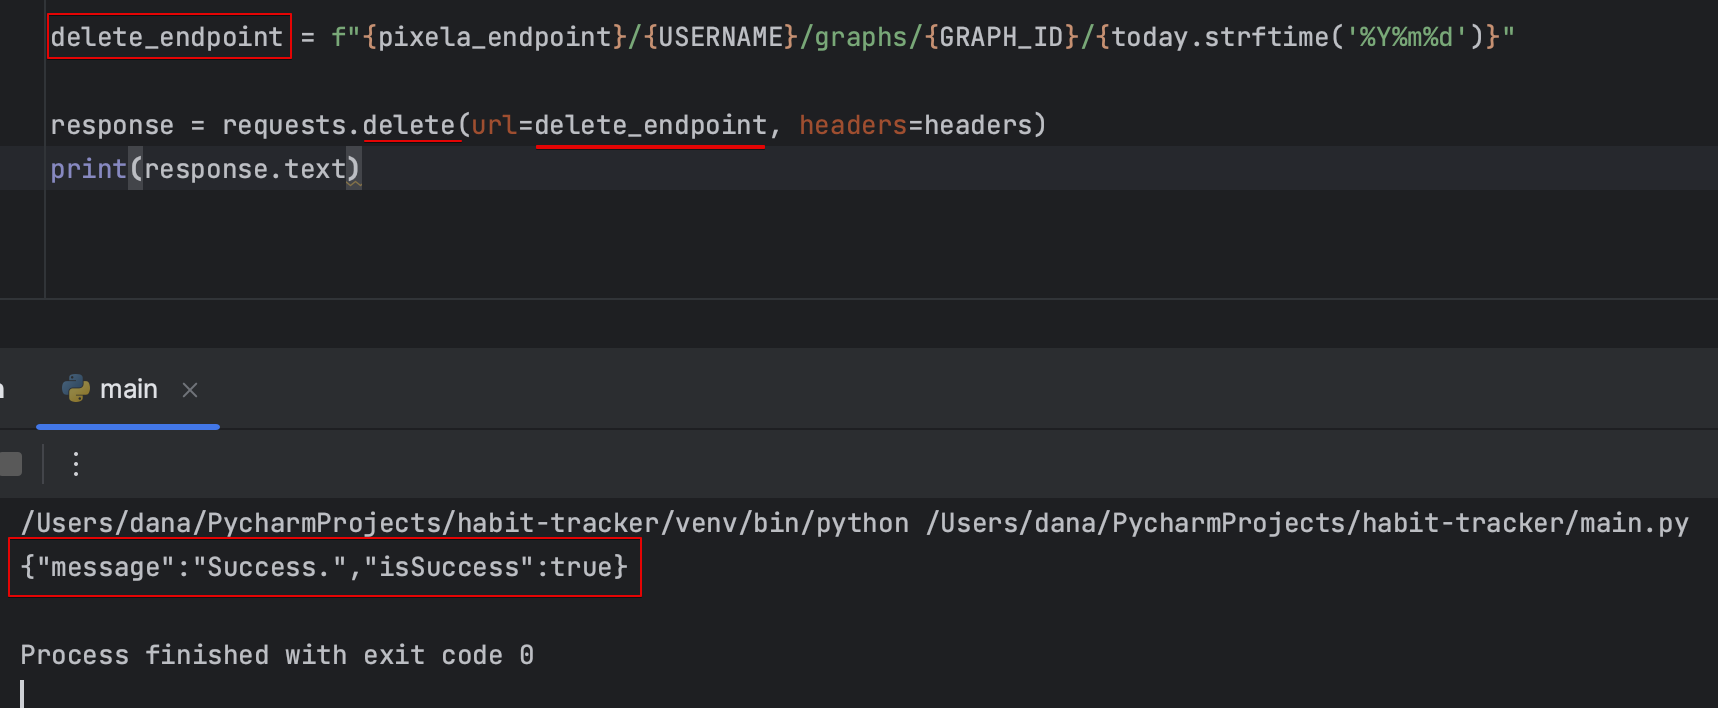 delete_endpoint = f"{pixela_endpoint}/{USERNAME}/graphs/{GRAPH_ID}/{today.strftime('%Y%m%d')}"
response = requests.delete(url=delete_endpoint, headers=headers)
print(response.text)
main
/Users/dana/PycharmProjects/habit-tracker/venv/bin/python /Users/dana/PycharmProjects/habit-tracker/main.py
{"message":"Success.","isSuccess":true}
Process finished with exit code 0